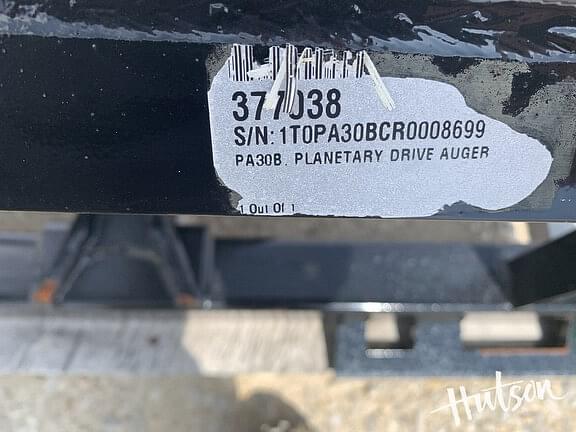 377038
S/N: 1T0PA30BCR0008699
PA30B, PLANETARY DRIVE AUGER
1 Out Of 1
Hutson